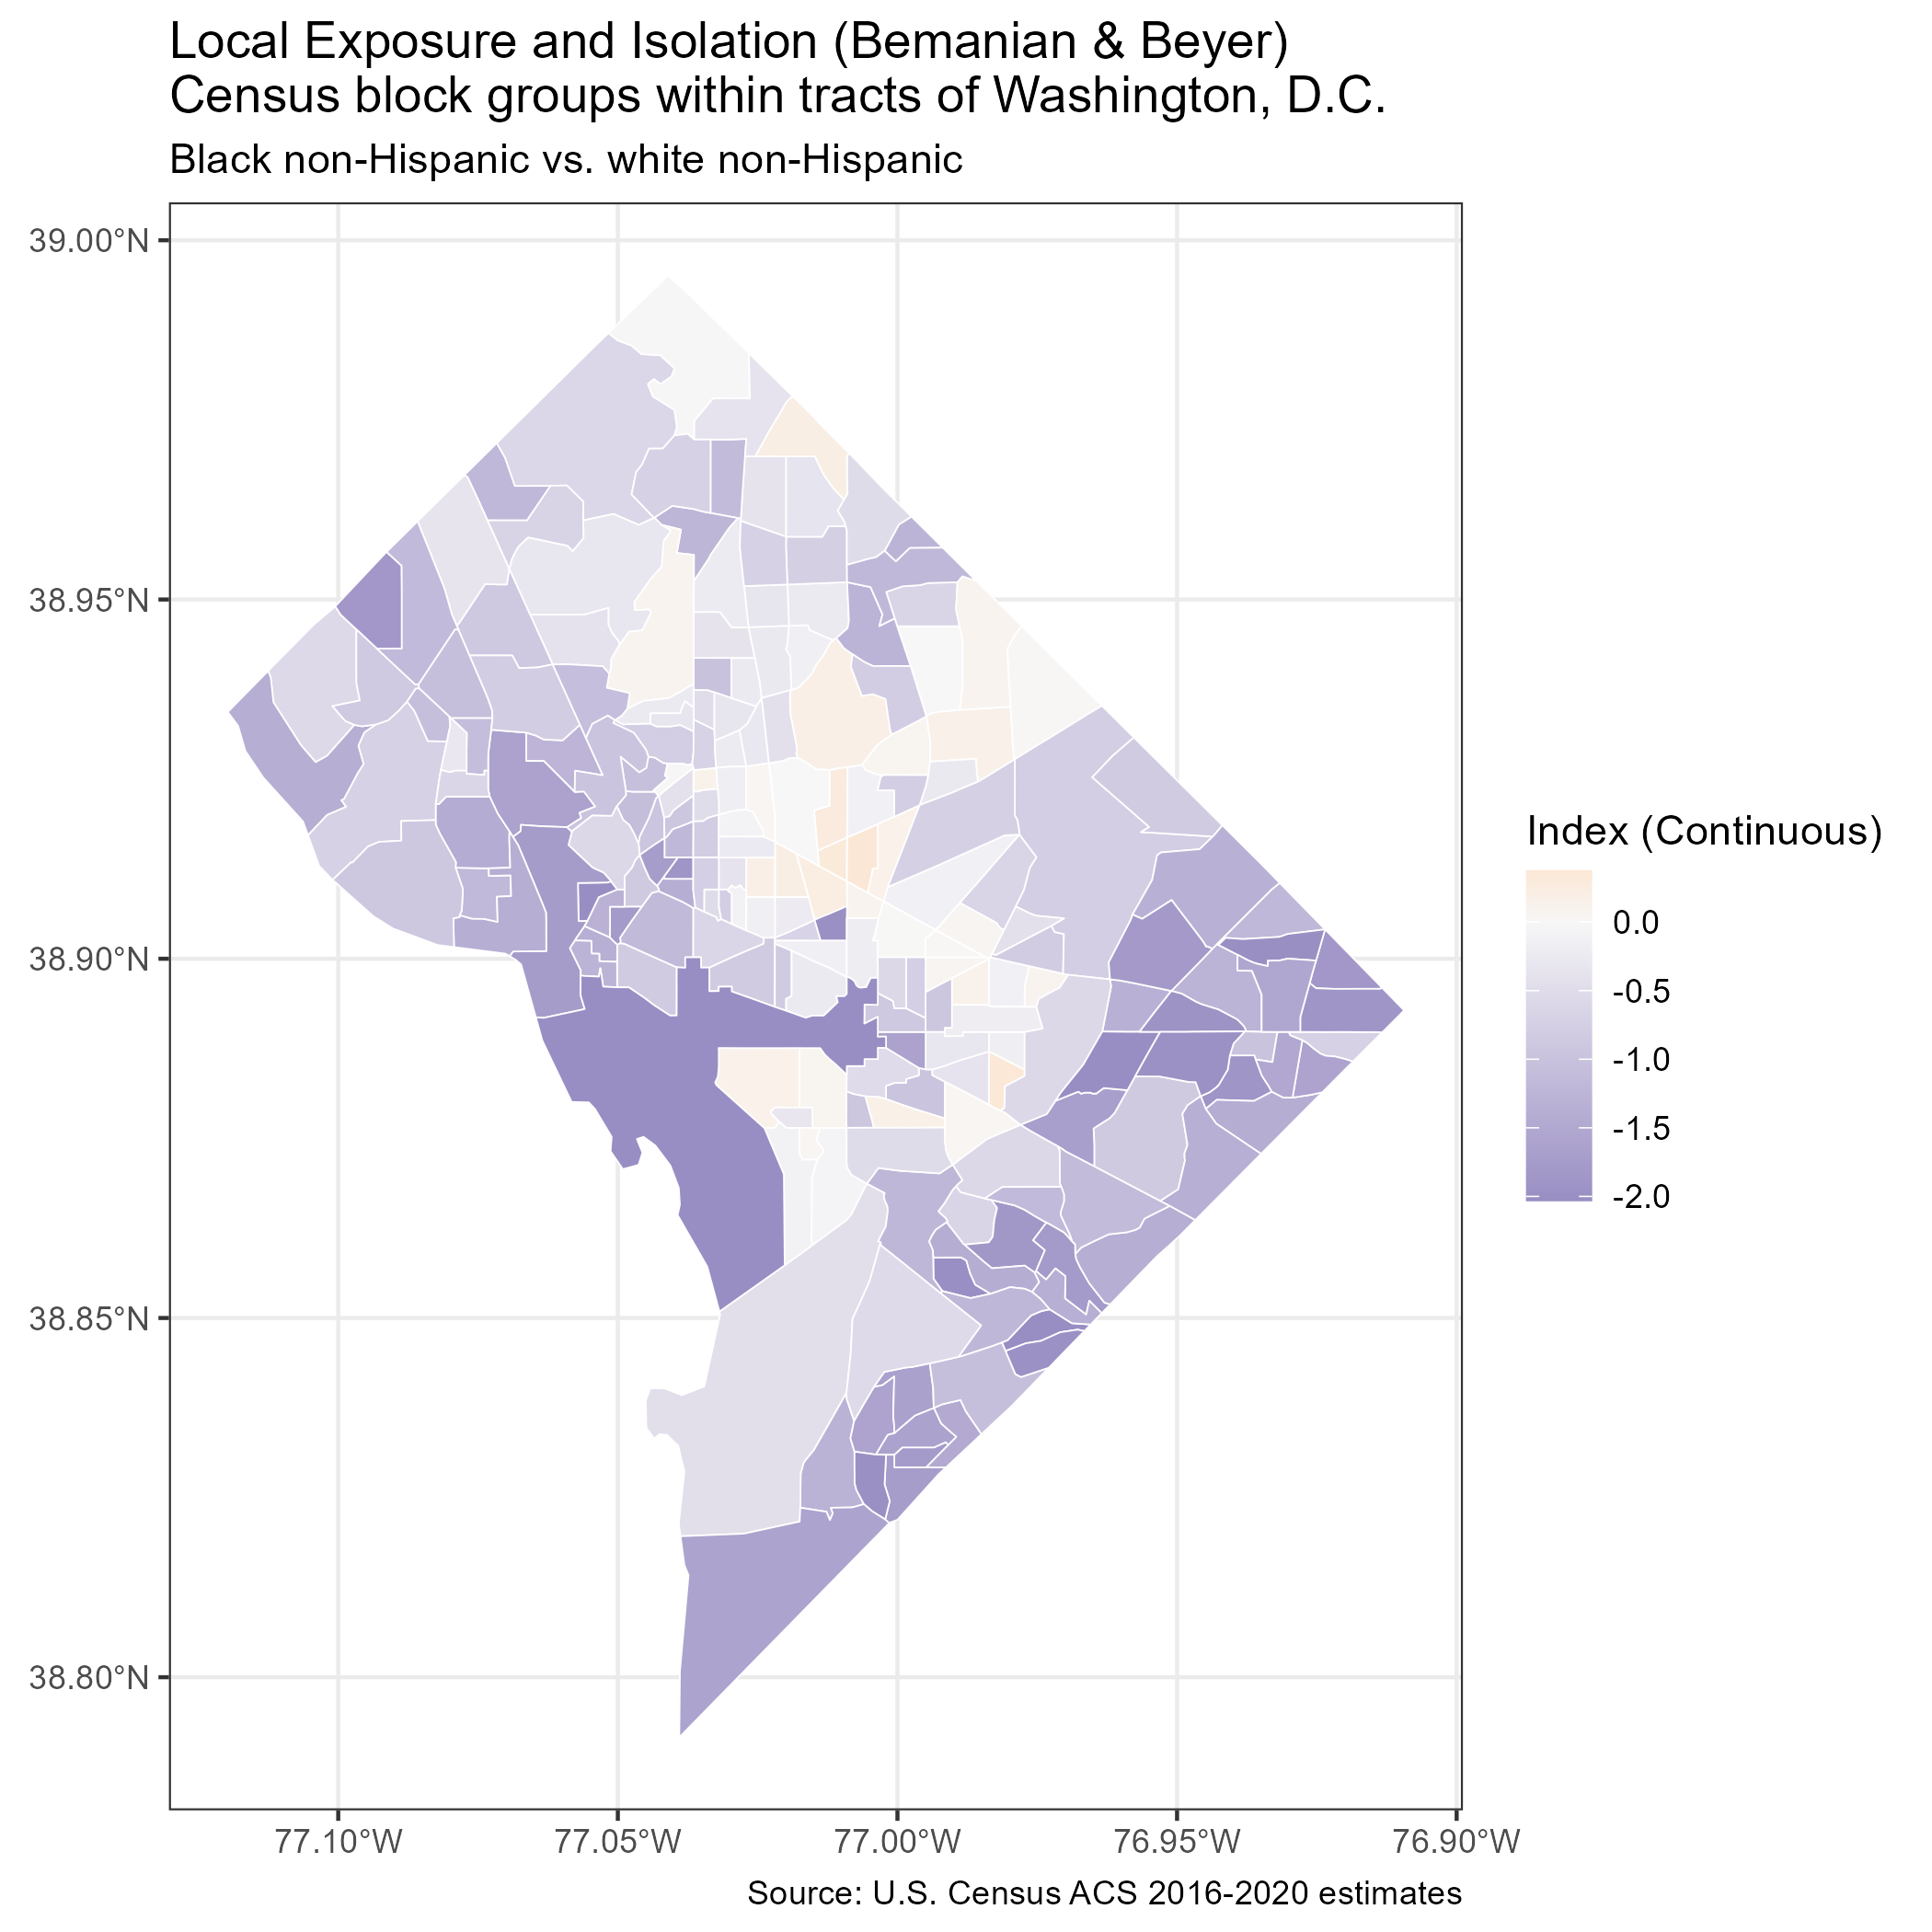 Local Exposure and Isolation (Bemanian & Beyer)
Census block groups within tracts of Washington, D.C.
Black non-Hispanic vs. white non-Hispanic
39.00°N
38.95°N
38.90°N
38.85°N
38.80°N
77.10°W
77.05°W
77.00°W
76.95°W
76.90°W
Index (Continuous)
0.0
-0.5
-1.0
-1.5
-2.0
Source: U.S. Census ACS 2016-2020 estimates